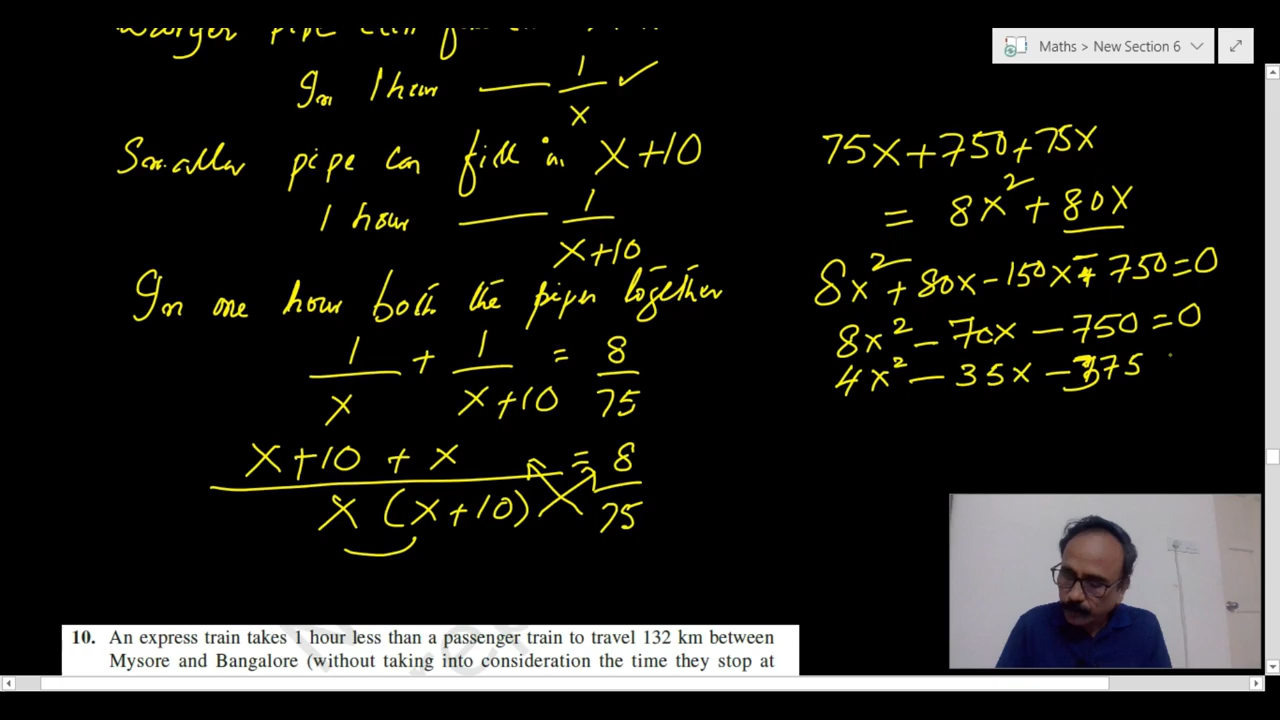 Maths > New Section 6
pipe can
In 1 hour — 1/x ✓
Smaller pipe can fill in x+10
1 hour — 1/x+10
In one hour both the pipes together
1/x + 1/x+10 = 8/75
x+10 + x / x (x+10) = 8/75
75x+750+75x
= 8x² + 80x
8x² + 80x - 150x - 750=0
8x² - 70x - 750 = 0
4x² - 35x - 375
10. An express train takes 1 hour less than a passenger train to travel 132 km between
Mysore and Bangalore (without taking into consideration the time they stop at